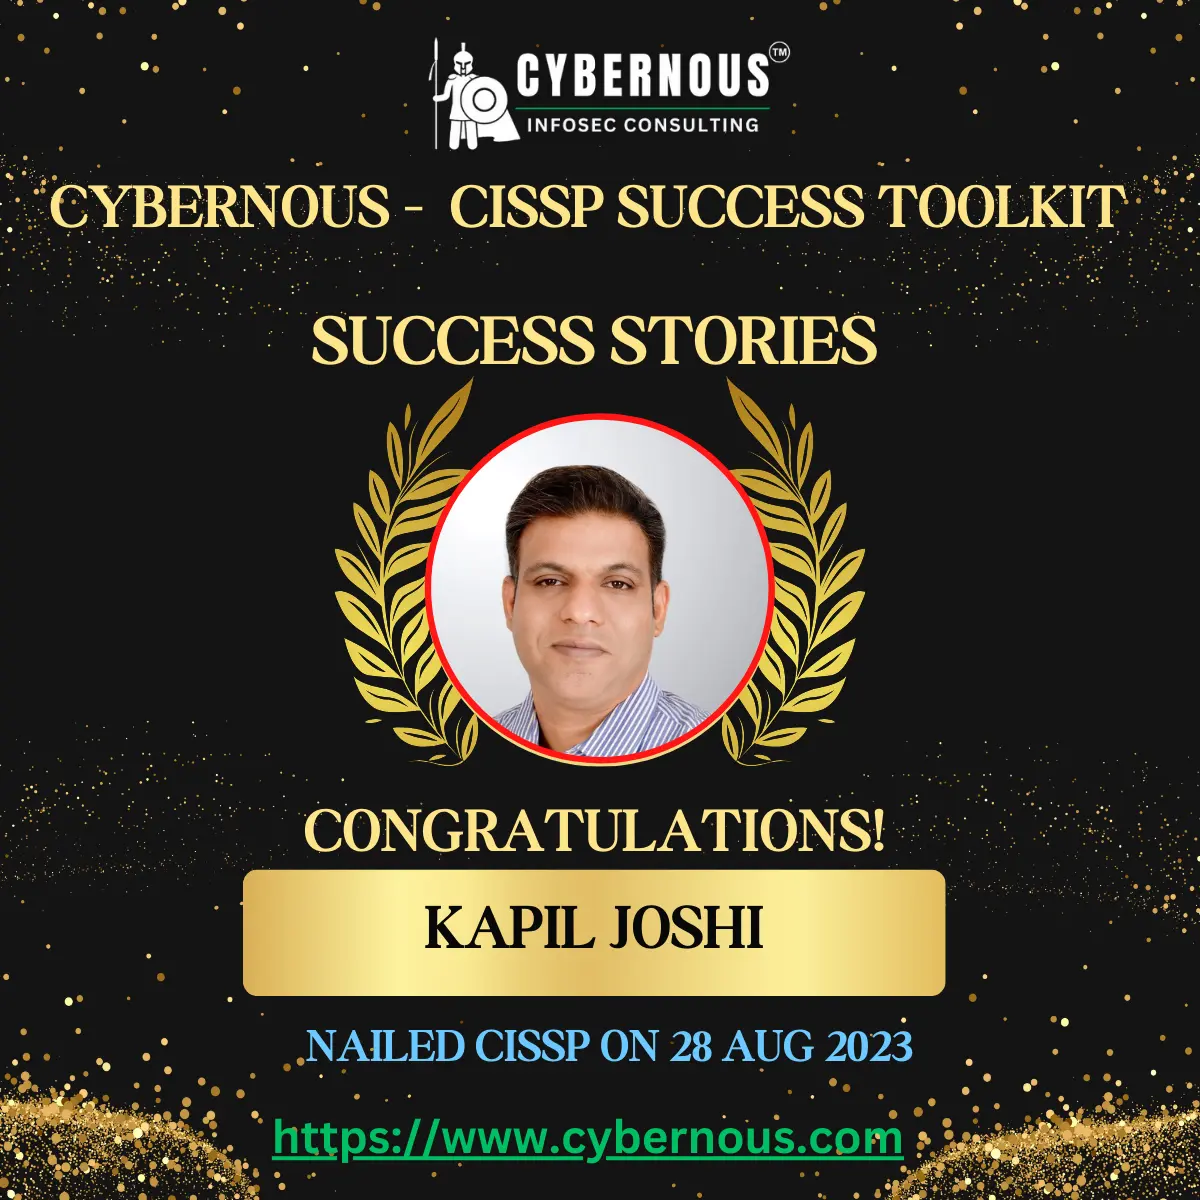 CYBERNOUS™
INFOSEC CONSULTING
CYBERNOUS - CISSP SUCCESS TOOLKIT
SUCCESS STORIES
CONGRATULATIONS!
KAPIL JOSHI
NAILED CISSP ON 28 AUG 2023
https://www.cybernous.com